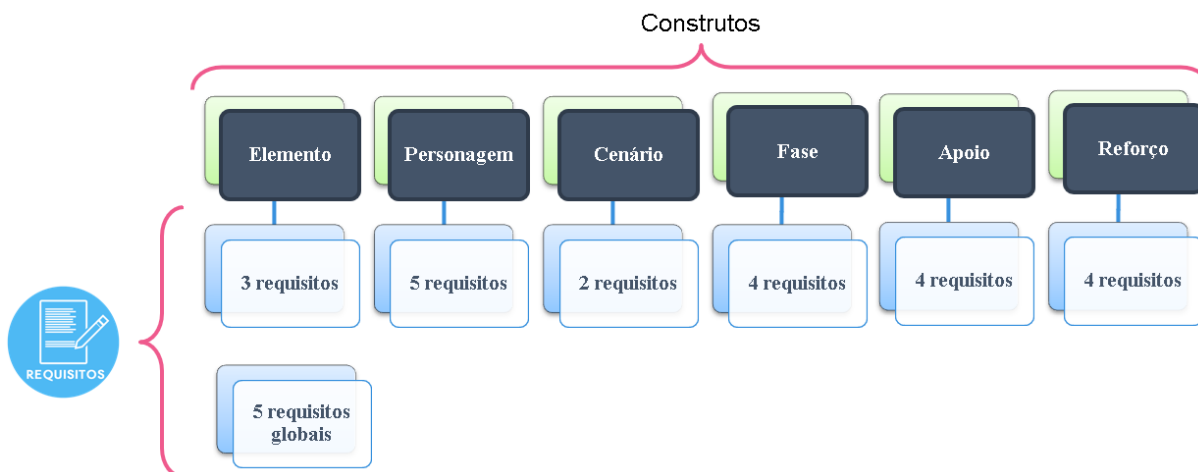 Construtos
Elemento
Personagem
Cenário
Fase
Apoio
Reforço
3 requisitos
5 requisitos
2 requisitos
4 requisitos
4 requisitos
4 requisitos
REQUISITOS
5 requisitos
globais